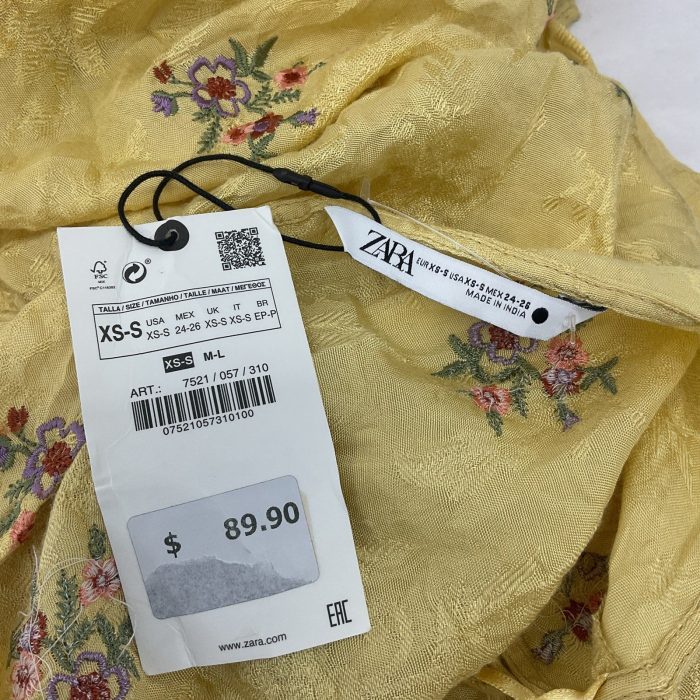 FSC
TALLA / SIZE / TAMANHO / TAILLE / MAAT / ΜΕΓΕΘΟΣ
XS-S
USA MEX UK IT BR
XS-S 24-26 XS-S XS-S EP-P
XS-S M-L
ART.: 7521 / 057 / 310
07521057310100
$ 89.90
EAC
www.zara.com
ZARA
EUR XS-S USA XS-S MEX 24-26
MADE IN INDIA